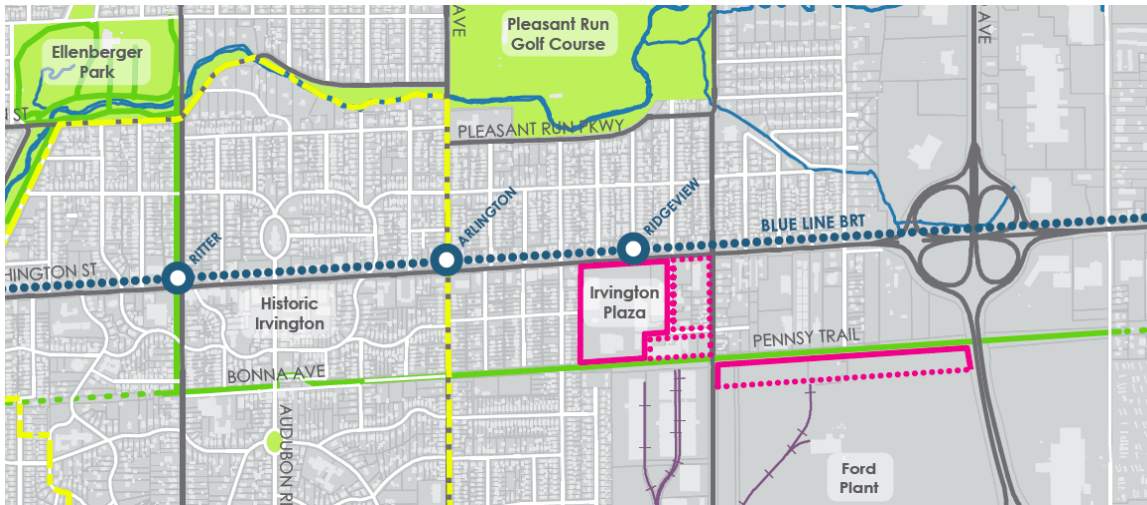 AVE
AVE
Ellenberger
Park
Pleasant Run
Golf Course
N ST
PLEASANT RUN PKWY
RITTER
ARLINGTON
RIDGEVIEW
BLUE LINE BRT
HINGTON ST
Historic
Irvington
Irvington
Plaza
PENNSY TRAIL
BONNA AVE
AUDUBON R
Ford
Plant